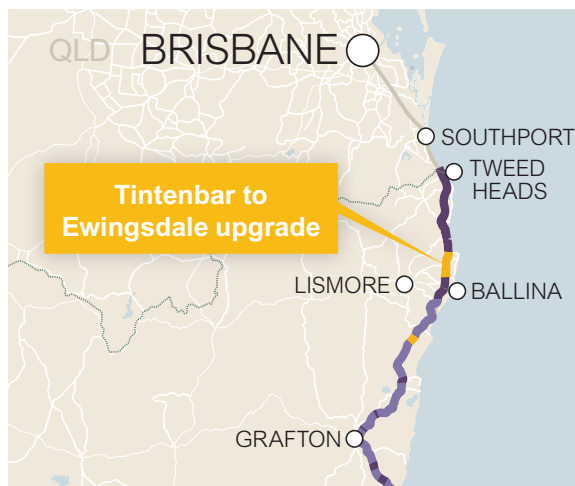 QLD
BRISBANE
SOUTHPORT
TWEED
HEADS
Tintenbar to
Ewingsdale upgrade
LISMORE
BALLINA
GRAFTON